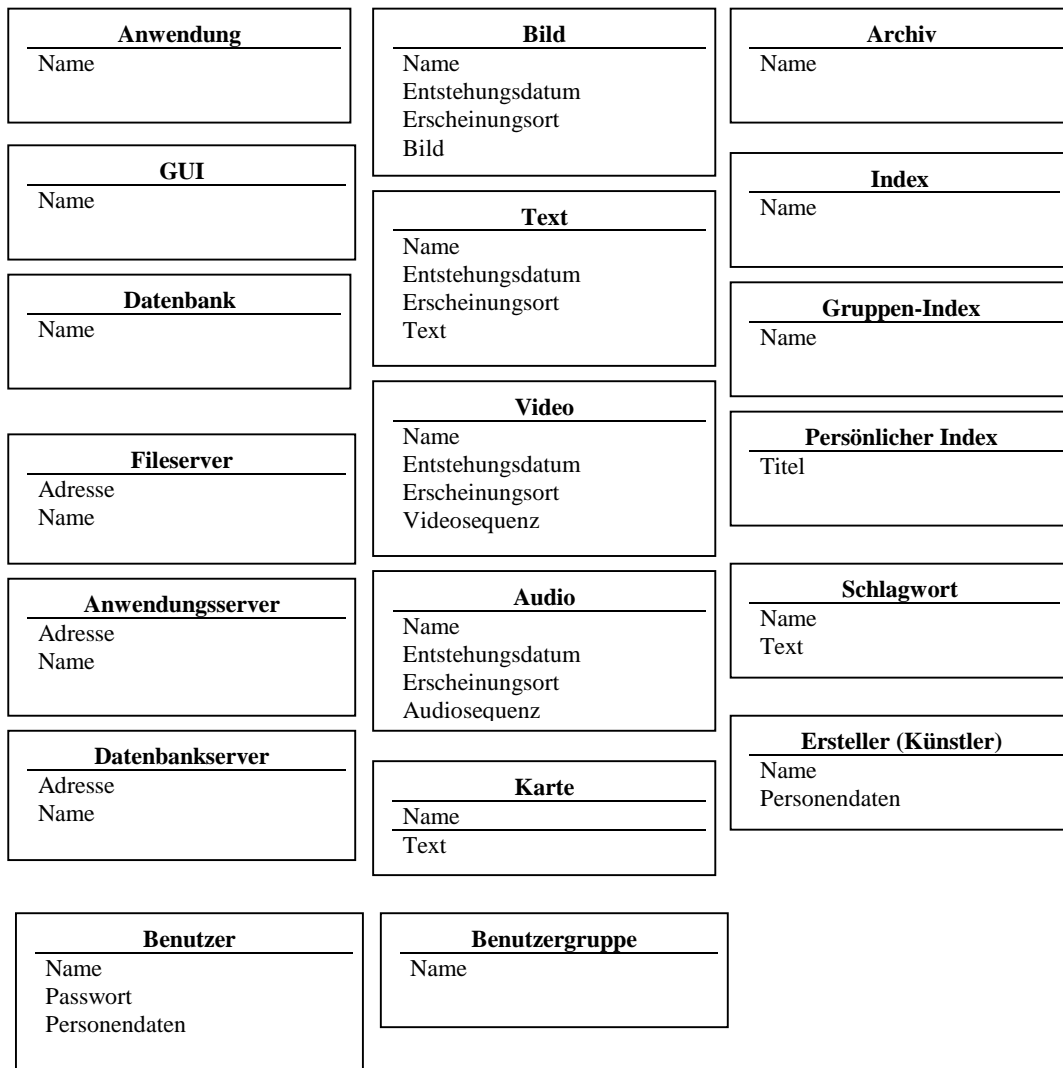 Anwendung
Name
GUI
Name
Datenbank
Name
Fileserver
Adresse
Name
Anwendungsserver
Adresse
Name
Datenbankserver
Adresse
Name
Bild
Name
Entstehungsdatum
Erscheinungsort
Bild
Text
Name
Entstehungsdatum
Erscheinungsort
Text
Video
Name
Entstehungsdatum
Erscheinungsort
Videosequenz
Audio
Name
Entstehungsdatum
Erscheinungsort
Audiosequenz
Karte
Name
Text
Archiv
Name
Index
Name
Gruppen-Index
Name
Persönlicher Index
Titel
Schlagwort
Name
Text
Ersteller (Künstler)
Name
Personendaten
Benutzer
Name
Passwort
Personendaten
Benutzergruppe
Name